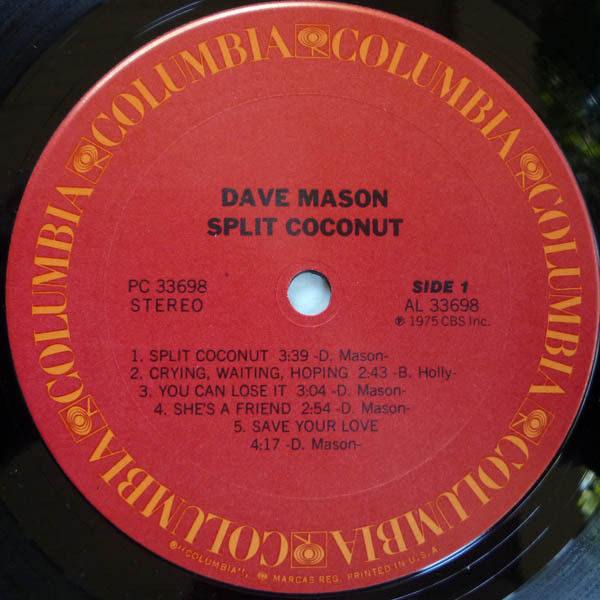 COLUMBIA COLUMBIA COLUMBIA COLUMBIA COLUMBIA COLUMBIA
DAVE MASON
SPLIT COCONUT
PC 33698
STEREO
SIDE 1
AL 33698
℗ 1975 CBS Inc.
1. SPLIT COCONUT 3:39 -D. Mason-
2. CRYING, WAITING, HOPING 2:43 -B. Holly-
3. YOU CAN LOSE IT 3:04 -D. Mason-
4. SHE'S A FRIEND 2:54 -D. Mason-
5. SAVE YOUR LOVE
4:17 -D. Mason-
®"COLUMBIA", MARCAS REG. PRINTED IN U.S.A